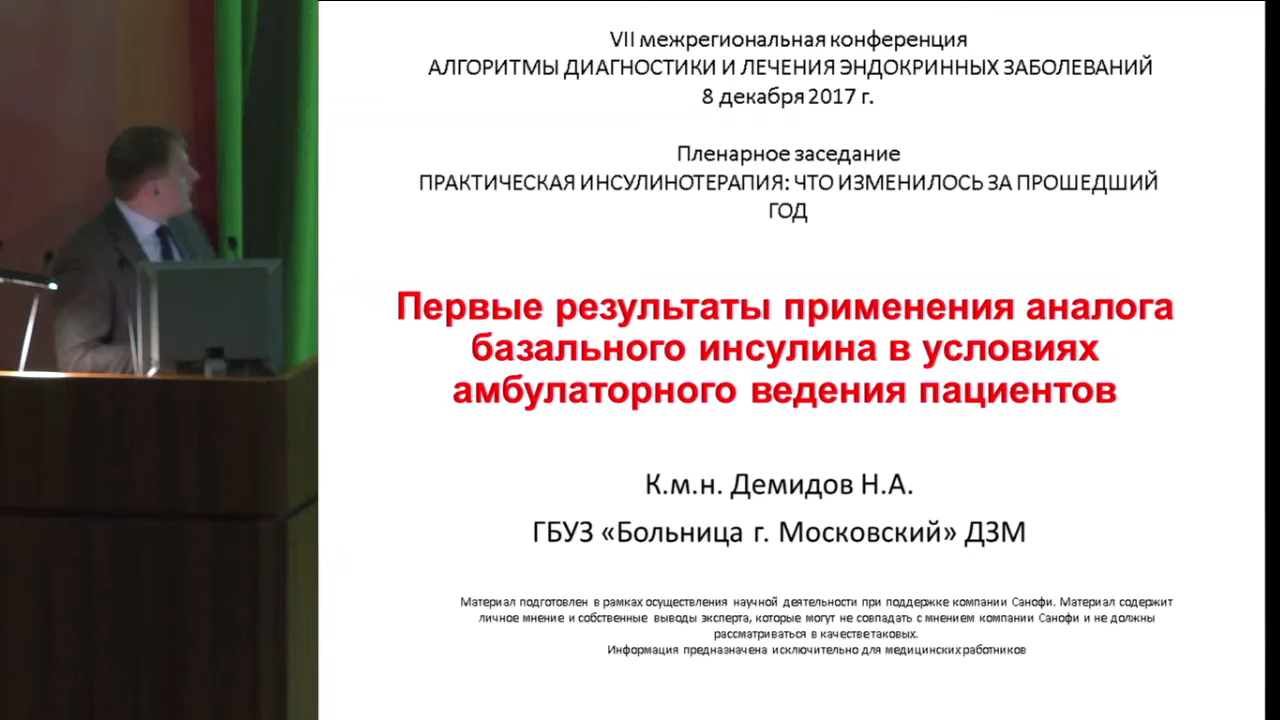 VII межрегиональная конференция
АЛГОРИТМЫ ДИАГНОСТИКИ И ЛЕЧЕНИЯ ЭНДОКРИННЫХ ЗАБОЛЕВАНИЙ
8 декабря 2017 г.
Пленарное заседание
ПРАКТИЧЕСКАЯ ИНСУЛИНОТЕРАПИЯ: ЧТО ИЗМЕНИЛОСЬ ЗА ПРОШЕДШИЙ
ГОД
Первые результаты применения аналога
базального инсулина в условиях
амбулаторного ведения пациентов
К.м.н. Демидов Н.А.
ГБУЗ «Больница г. Московский» ДЗМ
Материал подготовлен в рамках осуществления научной деятельности при поддержке компании Санофи. Материал содержит
личное мнение и собственные выводы эксперта, которые могут не совпадать с мнением компании Санофи и не должны
рассматриваться в качестве таковых.
Информация предназначена исключительно для медицинских работников